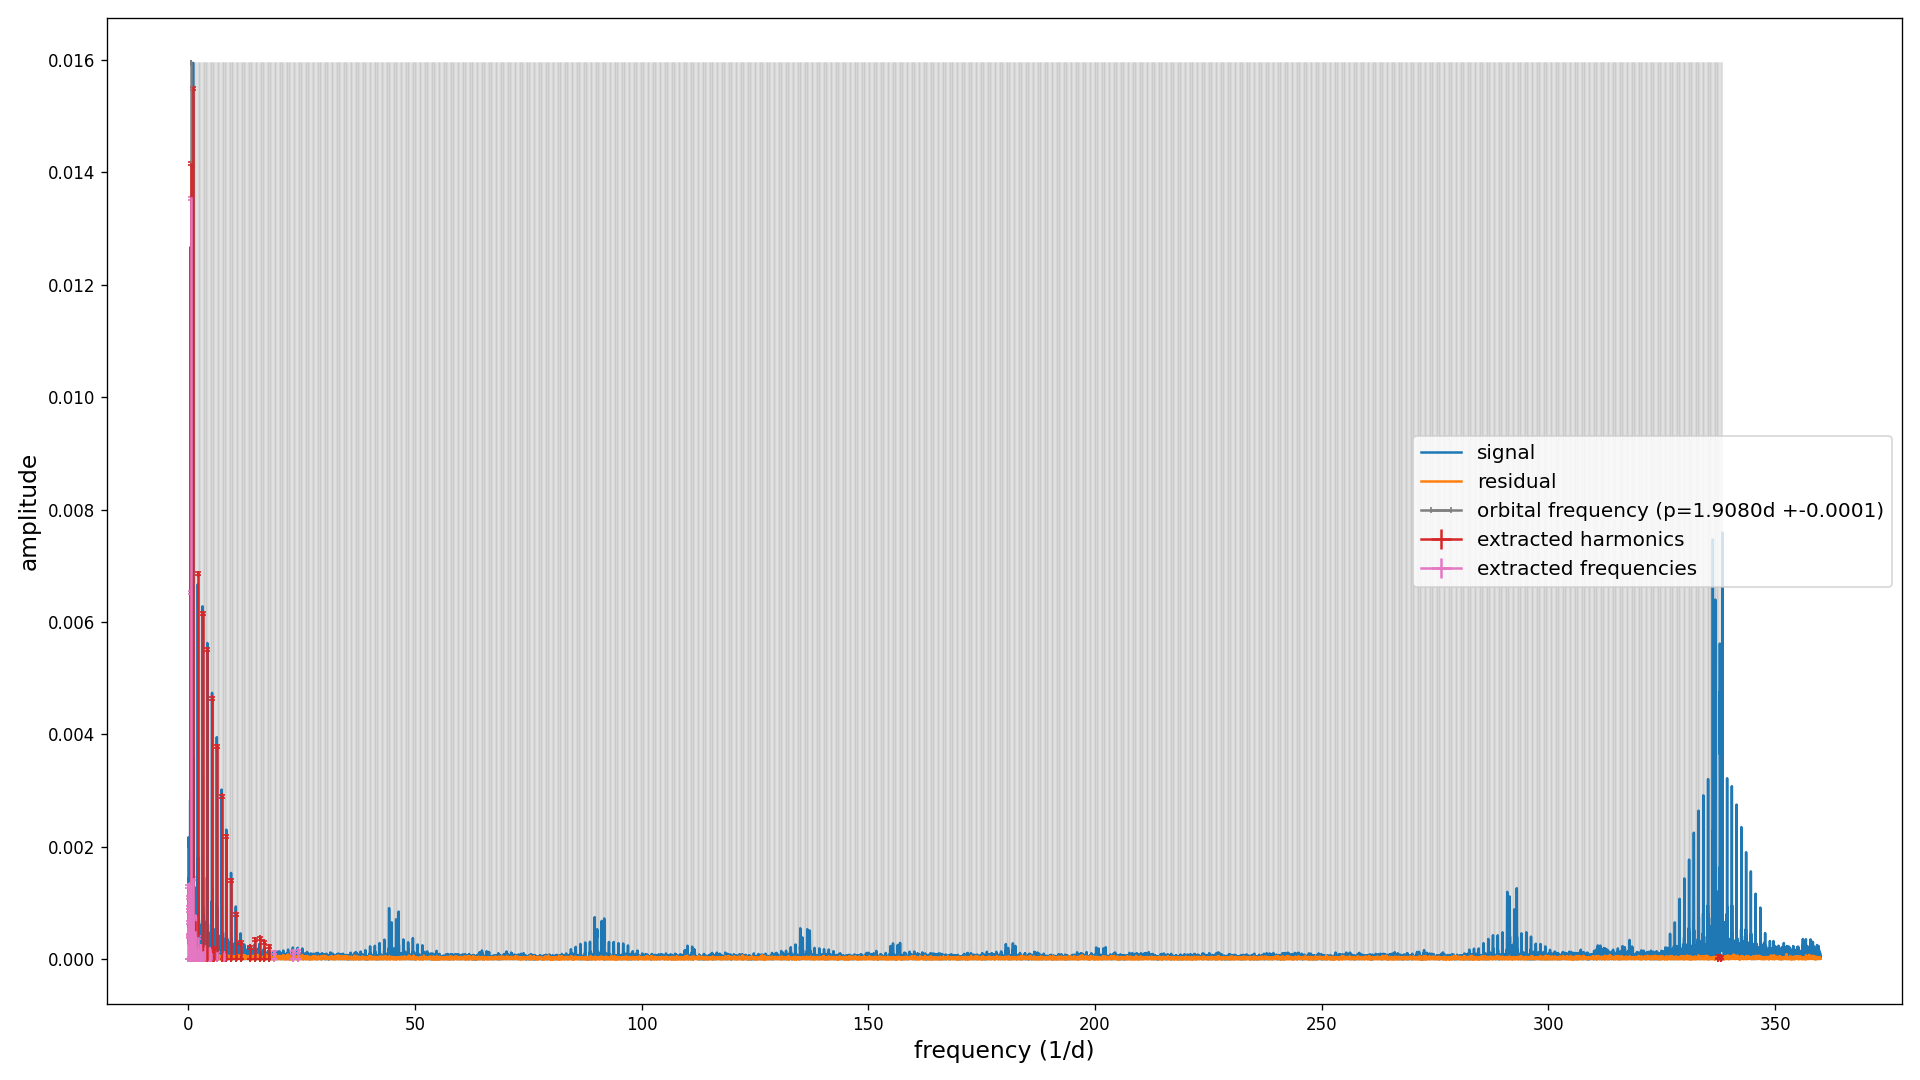 0.016
0.014
0.012
0.010
0.008
0.006
0.004
0.002
0.000
amplitude
signal
residual
orbital frequency (p=1.9080d +-0.0001)
extracted harmonics
extracted frequencies
0 50 100 150 200 250 300 350
frequency (1/d)